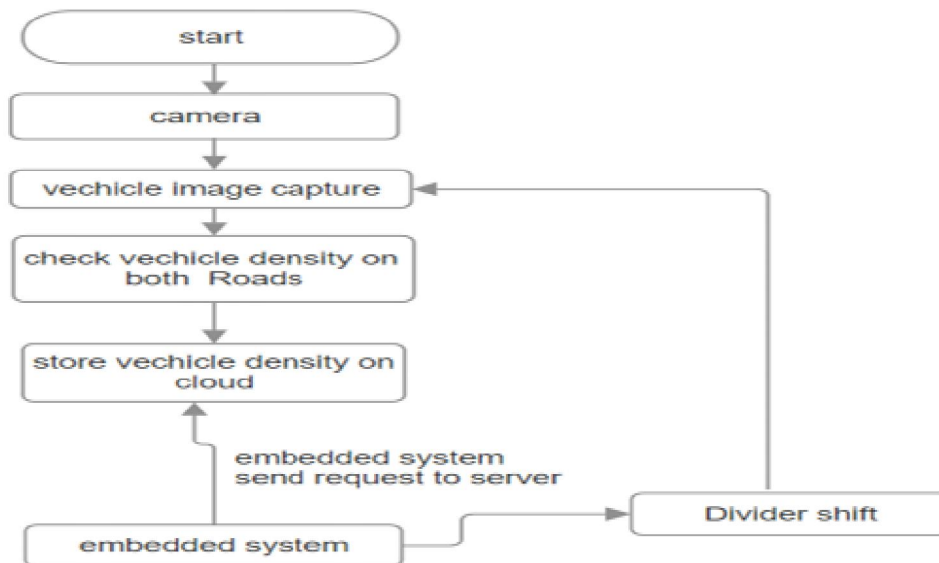 start
camera
vechicle image capture
check vechicle density on
both Roads
store vechicle density on
cloud
embedded system
send request to server
Divider shift
embedded system